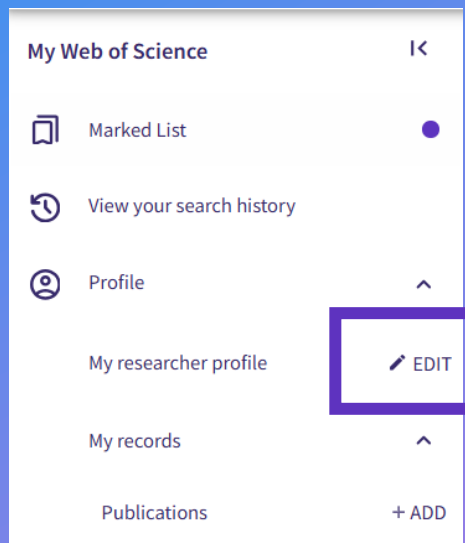 My Web of Science
Marked List
View your search history
Profile
My researcher profile EDIT
My records
Publications + ADD